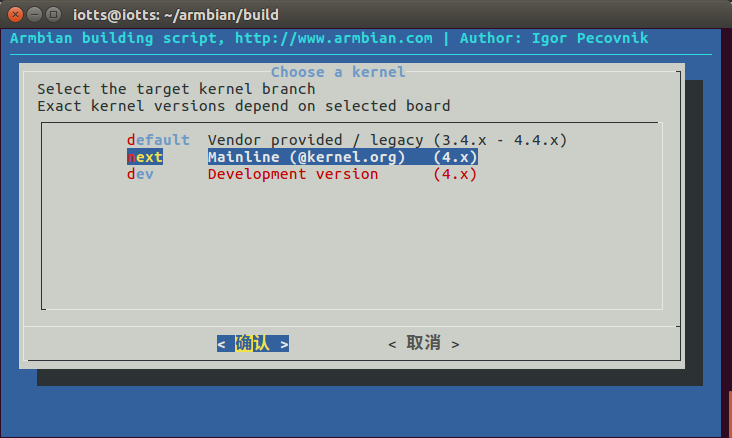 iotts@iotts: ~/armbian/build
Armbian building script, http://www.armbian.com | Author: Igor Pecovnik
Choose a kernel
Select the target kernel branch
Exact kernel versions depend on selected board
default Vendor provided / legacy (3.4.x - 4.4.x)
next Mainline (@kernel.org) (4.x)
dev Development version (4.x)
< 确认 > < 取消 >